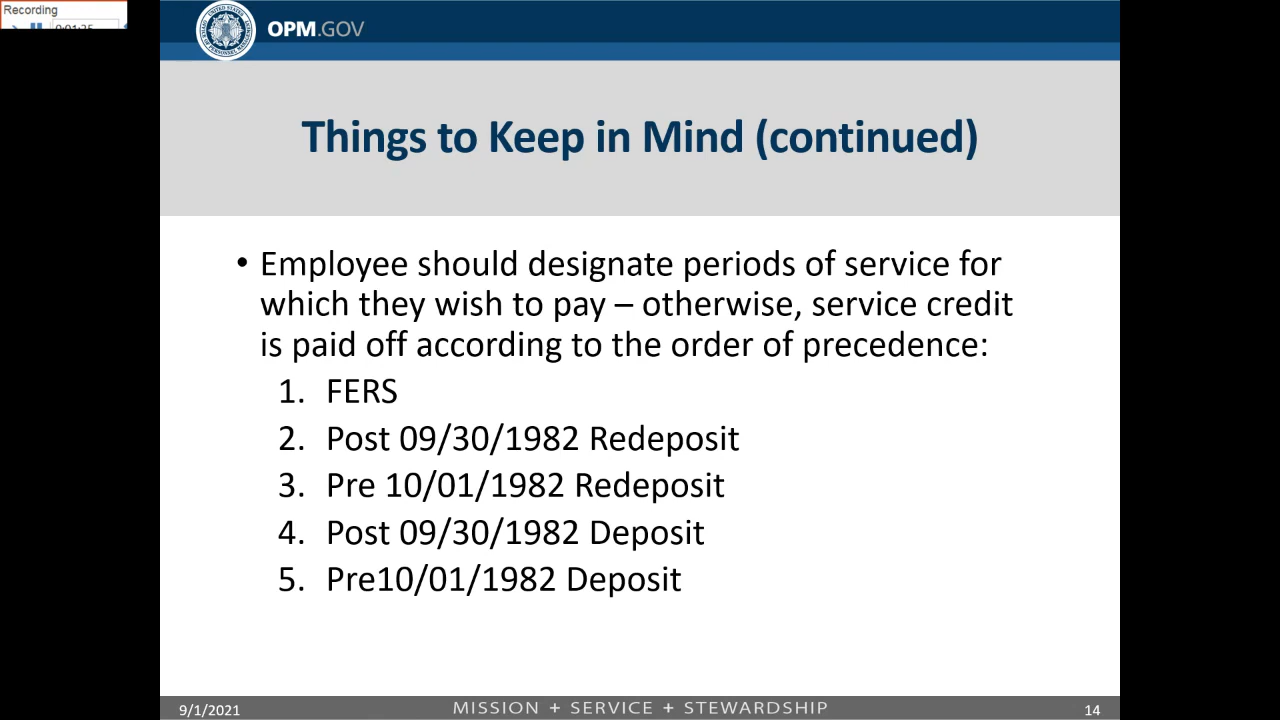 Recording
OPM.GOV
Things to Keep in Mind (continued)
• Employee should designate periods of service for
which they wish to pay – otherwise, service credit
is paid off according to the order of precedence:
1. FERS
2. Post 09/30/1982 Redeposit
3. Pre 10/01/1982 Redeposit
4. Post 09/30/1982 Deposit
5. Pre10/01/1982 Deposit
9/1/2021
MISSION + SERVICE + STEWARDSHIP
14